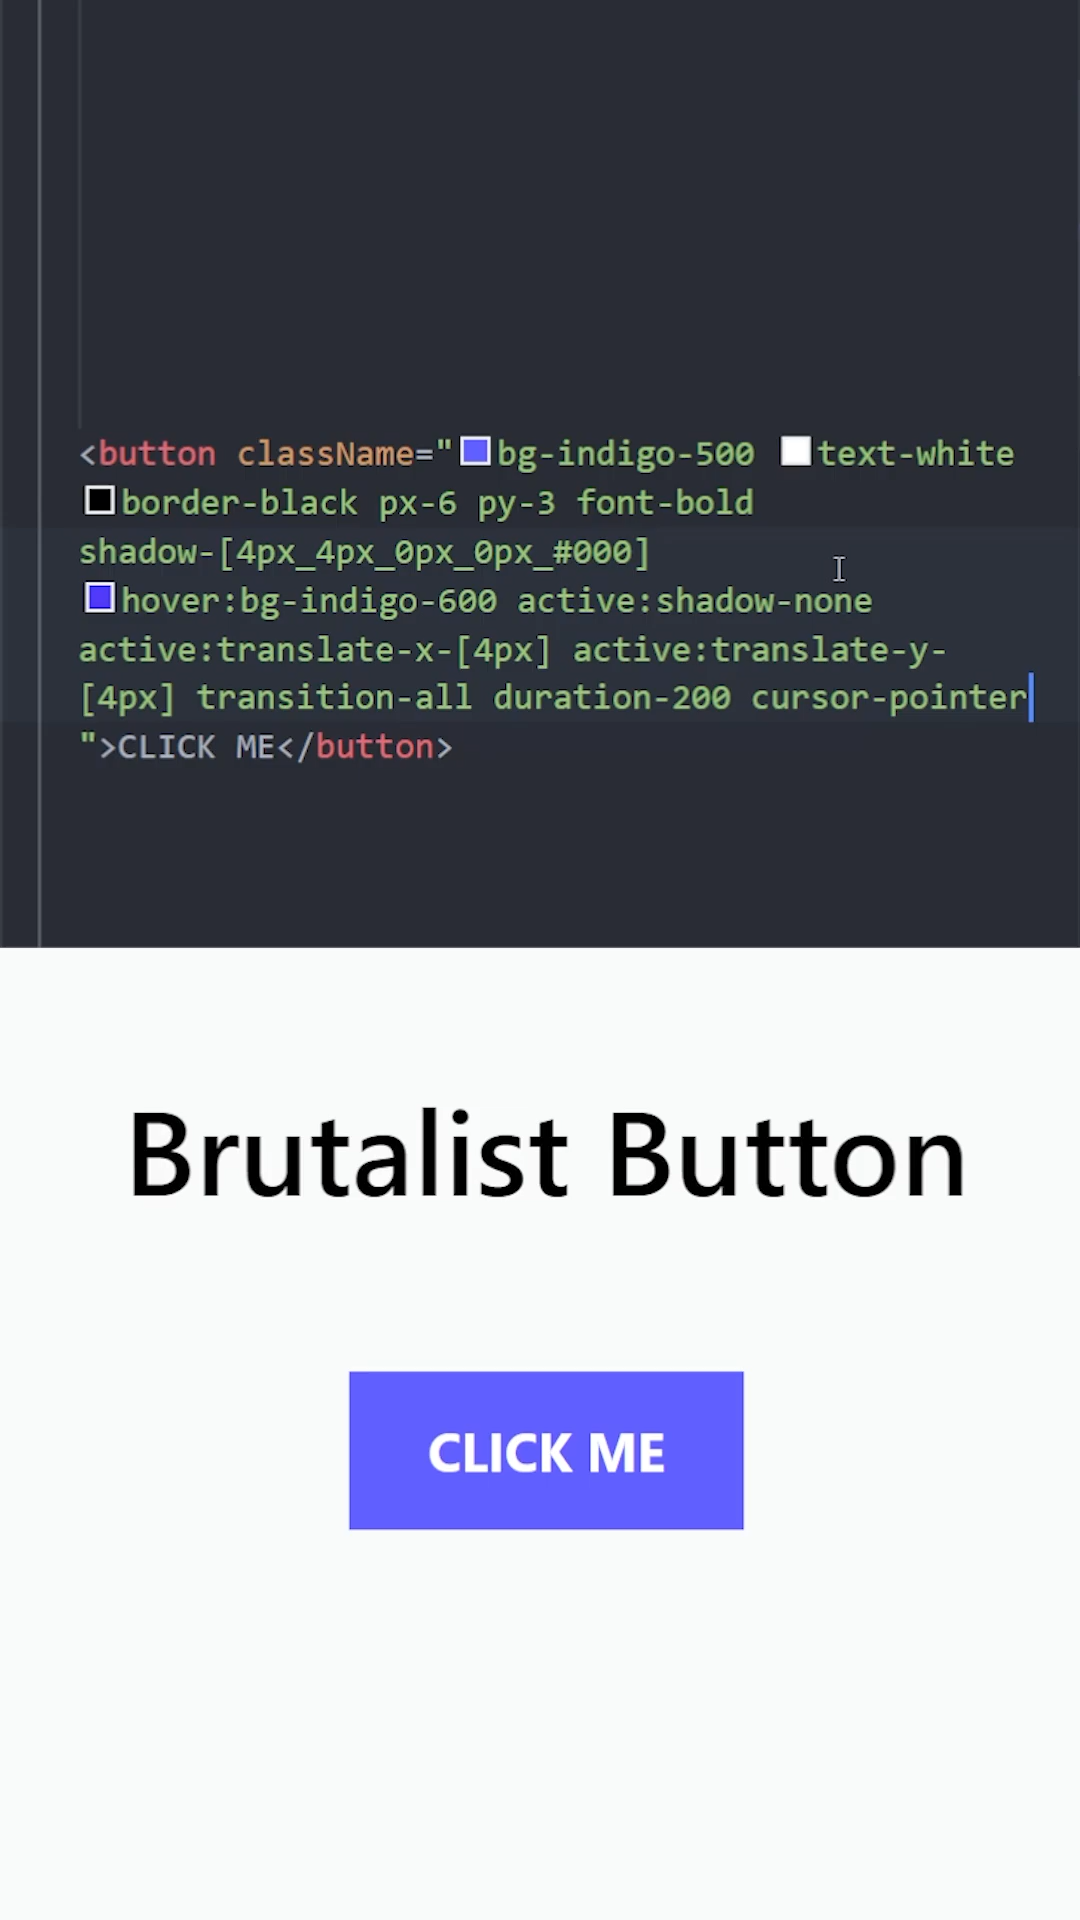 <button className="bg-indigo-500 text-white
border-black px-6 py-3 font-bold
shadow-[4px_4px_0px_0px_#000]
hover:bg-indigo-600 active:shadow-none
active:translate-x-[4px] active:translate-y-
[4px] transition-all duration-200 cursor-pointer
">CLICK ME</button>
Brutalist Button
CLICK ME